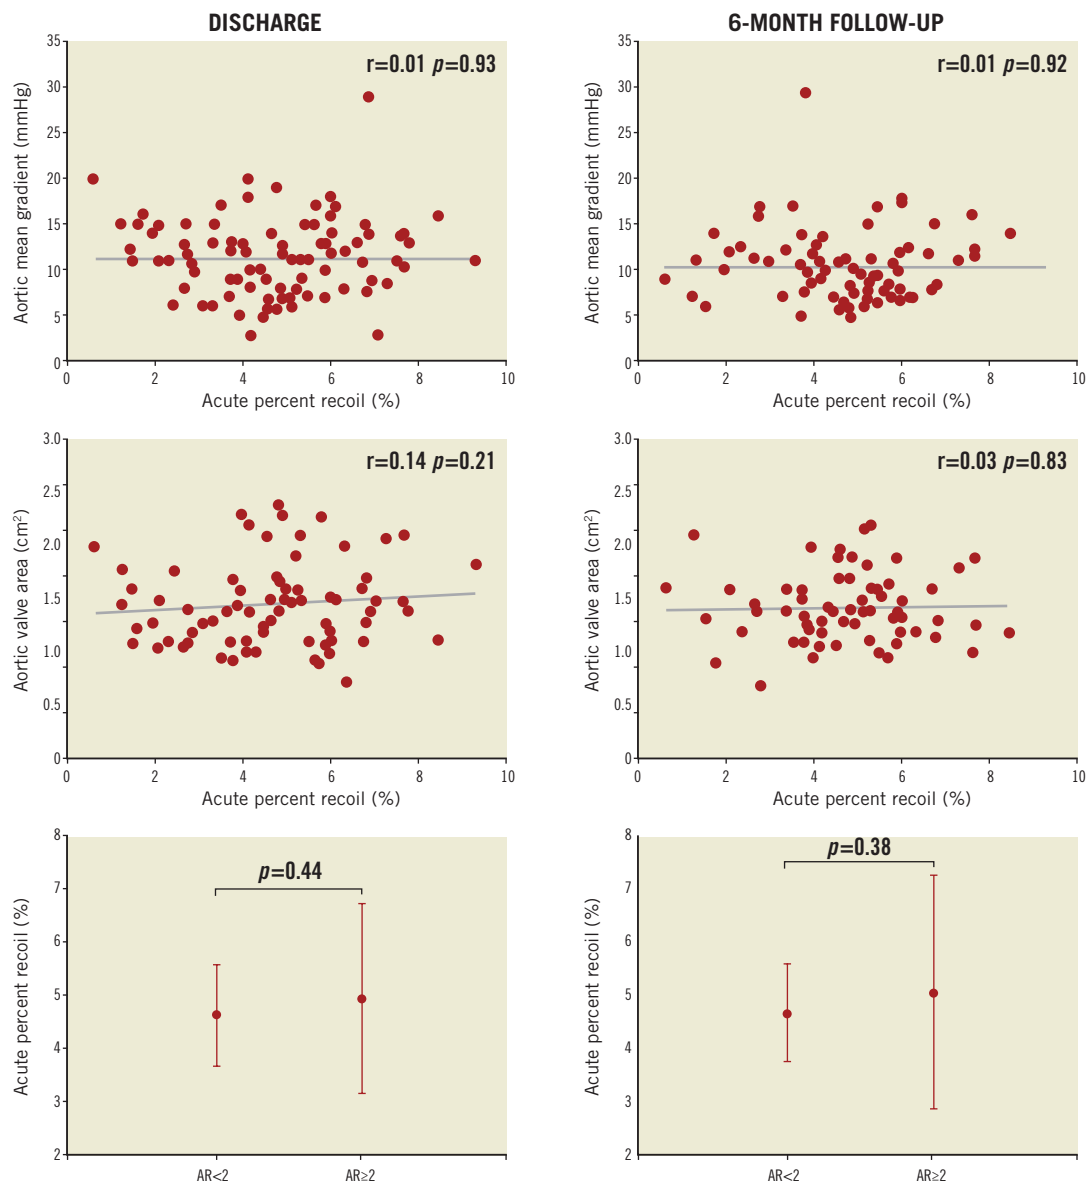 DISCHARGE
35
30
25
20
15
10
5
0
Aortic mean gradient (mmHg)
r=0.01 p=0.93
0 2 4 6 8 10
Acute percent recoil (%)
6-MONTH FOLLOW-UP
35
30
25
20
15
10
5
0
Aortic mean gradient (mmHg)
r=0.01 p=0.92
0 2 4 6 8 10
Acute percent recoil (%)
3.0
2.5
2.0
1.5
1.0
0.5
0
Aortic valve area (cm²)
r=0.14 p=0.21
0 2 4 6 8 10
Acute percent recoil (%)
3.0
2.5
2.0
1.5
1.0
0.5
0
Aortic valve area (cm²)
r=0.03 p=0.83
0 2 4 6 8 10
Acute percent recoil (%)
8
7
6
5
4
3
2
Acute percent recoil (%)
p=0.44
AR<2 AR≥2
8
7
6
5
4
3
2
Acute percent recoil (%)
p=0.38
AR<2 AR≥2